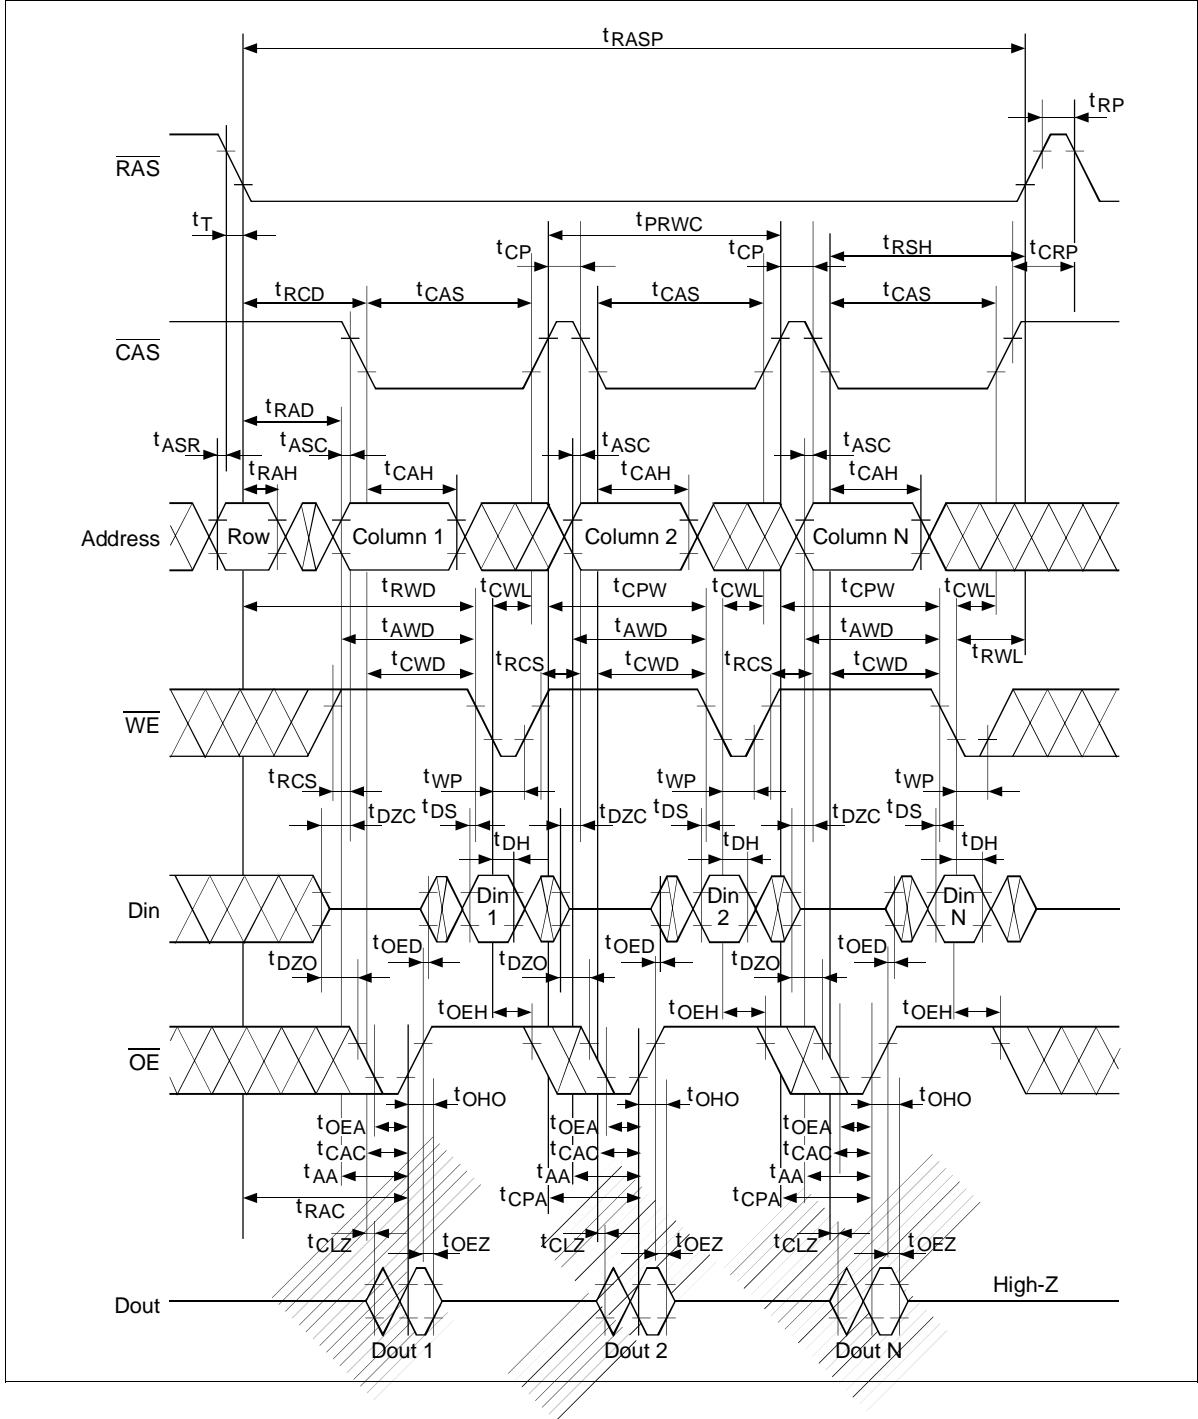 tRASP
tRP
RAS
tT
tPRWC
tCP
tCP
tRSH
tCRP
tRCD
tCAS
tCAS
tCAS
CAS
tRAD
tASR
tASC
tASC
tASC
tRAH
tCAH
tCAH
tCAH
Address
Row
Column 1
Column 2
Column N
tRWD
tCWL
tCPW
tCWL
tCPW
tCWL
tAWD
tAWD
tAWD
tCWD
tRCS
tCWD
tRCS
tCWD
tRWL
WE
tRCS
tWP
tWP
tWP
tDZC
tDS
tDZC
tDS
tDZC
tDS
tDH
tDH
tDH
Din
Din 1
Din 2
Din N
tDZO
tOED
tDZO
tOED
tDZO
tOED
tOEH
tOEH
tOEH
OE
tOHO
tOHO
tOHO
tOEA
tOEA
tOEA
tCAC
tCAC
tCAC
tAA
tAA
tAA
tRAC
tCPA
tCPA
tCLZ
tOEZ
tCLZ
tOEZ
tCLZ
tOEZ
High-Z
Dout
Dout 1
Dout 2
Dout N